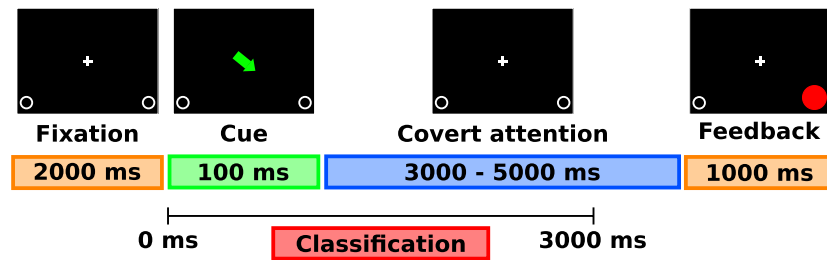 Fixation
Cue
Covert attention
Feedback
2000 ms
100 ms
3000 - 5000 ms
1000 ms
0 ms
Classification
3000 ms